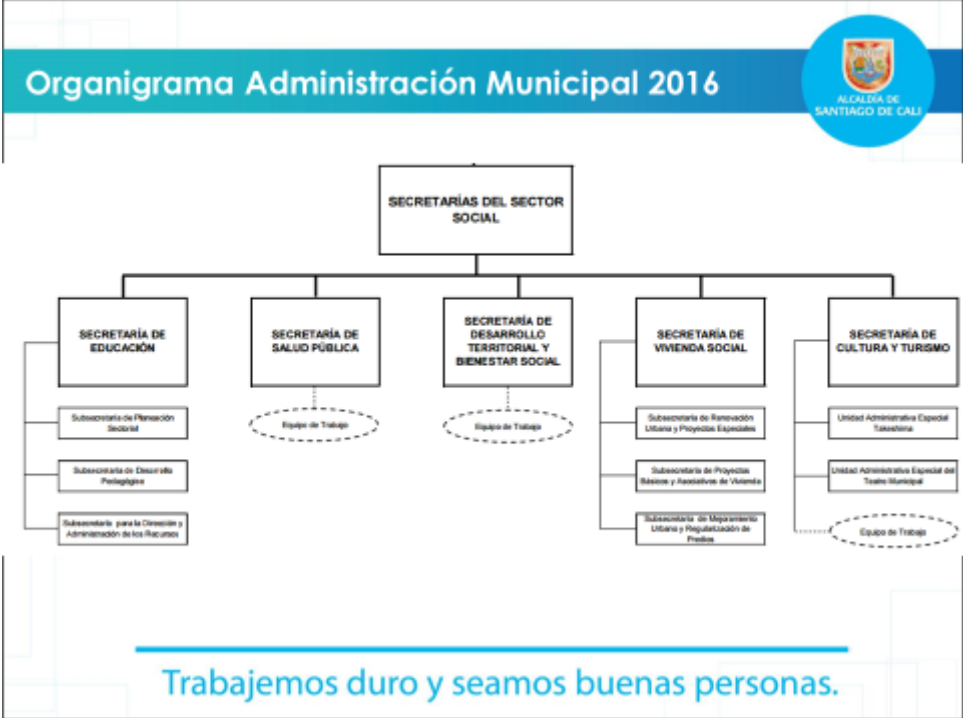 Organigrama Administración Municipal 2016
ALCALDÍA DE
SANTIAGO DE CALI
SECRETARÍAS DEL SECTOR
SOCIAL
SECRETARÍA DE
EDUCACIÓN
Subsecretaría de Planeación
Sectorial
Subsecretaría de Desarrollo
Pedagógico
Subsecretaría para la Dirección y
Administración de los Recursos
SECRETARÍA DE
SALUD PÚBLICA
Equipo de Trabajo
SECRETARÍA DE
DESARROLLO
TERRITORIAL Y
BIENESTAR SOCIAL
Equipo de Trabajo
SECRETARÍA DE
VIVIENDA SOCIAL
Subsecretaría de Renovación
Urbana y Proyectos Especiales
Subsecretaría de Proyectos
Básicos y Asociativos de Vivienda
Subsecretaría de Mejoramiento
Urbano y Regularización de
Predios
SECRETARÍA DE
CULTURA Y TURISMO
Unidad Administrativa Especial
Takeshima
Unidad Administrativa Especial del
Teatro Municipal
Equipo de Trabajo
Trabajemos duro y seamos buenas personas.